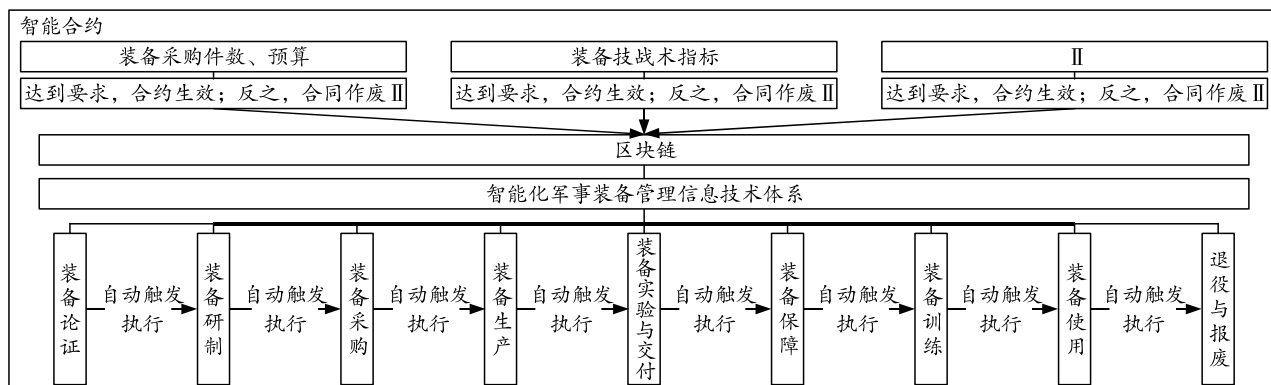 智能合约
装备采购件数、预算
装备技战术指标
Ⅱ
达到要求，合约生效；反之，合同作废Ⅱ
达到要求，合约生效；反之，合同作废Ⅱ
达到要求，合约生效；反之，合同作废Ⅱ
区块链
智能化军事装备管理信息技术体系
装备论证
自动触发
执行
装备研制
自动触发
执行
装备采购
自动触发
执行
装备生产
自动触发
执行
装备实验与交付
自动触发
执行
装备保障
自动触发
执行
装备训练
自动触发
执行
装备使用
自动触发
执行
退役与报废